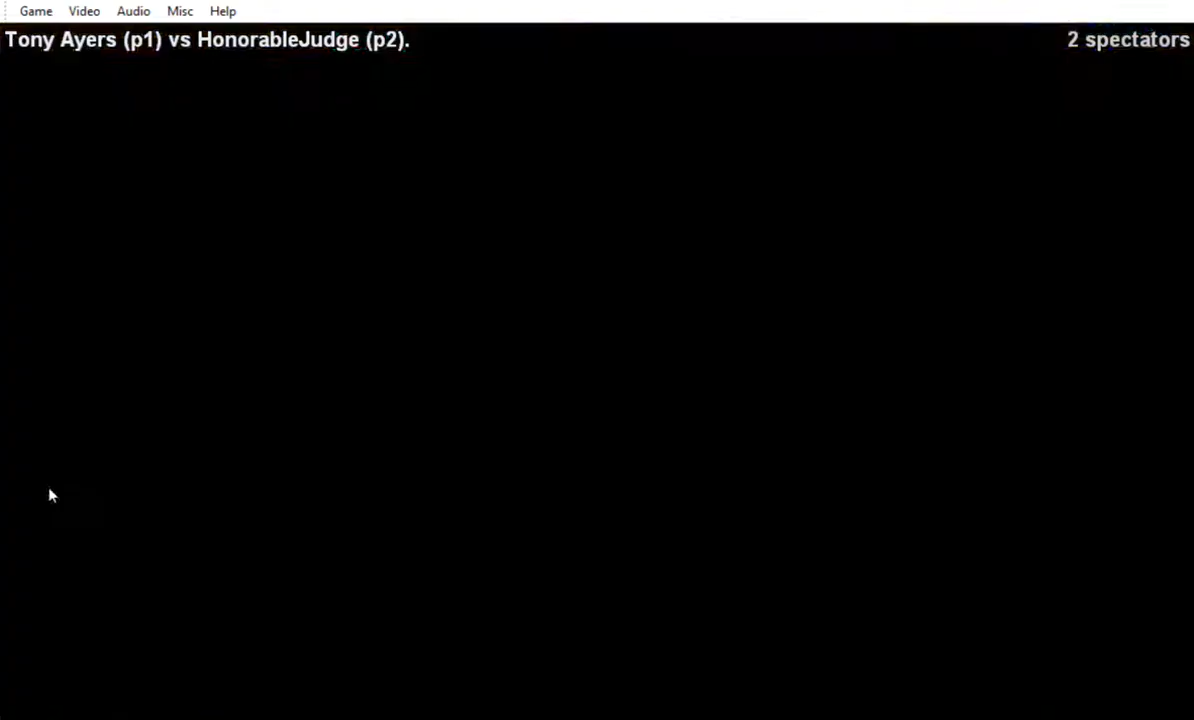 Game Video Audio Misc Help
Tony Ayers (p1) vs HonorableJudge (p2). 2 spectators